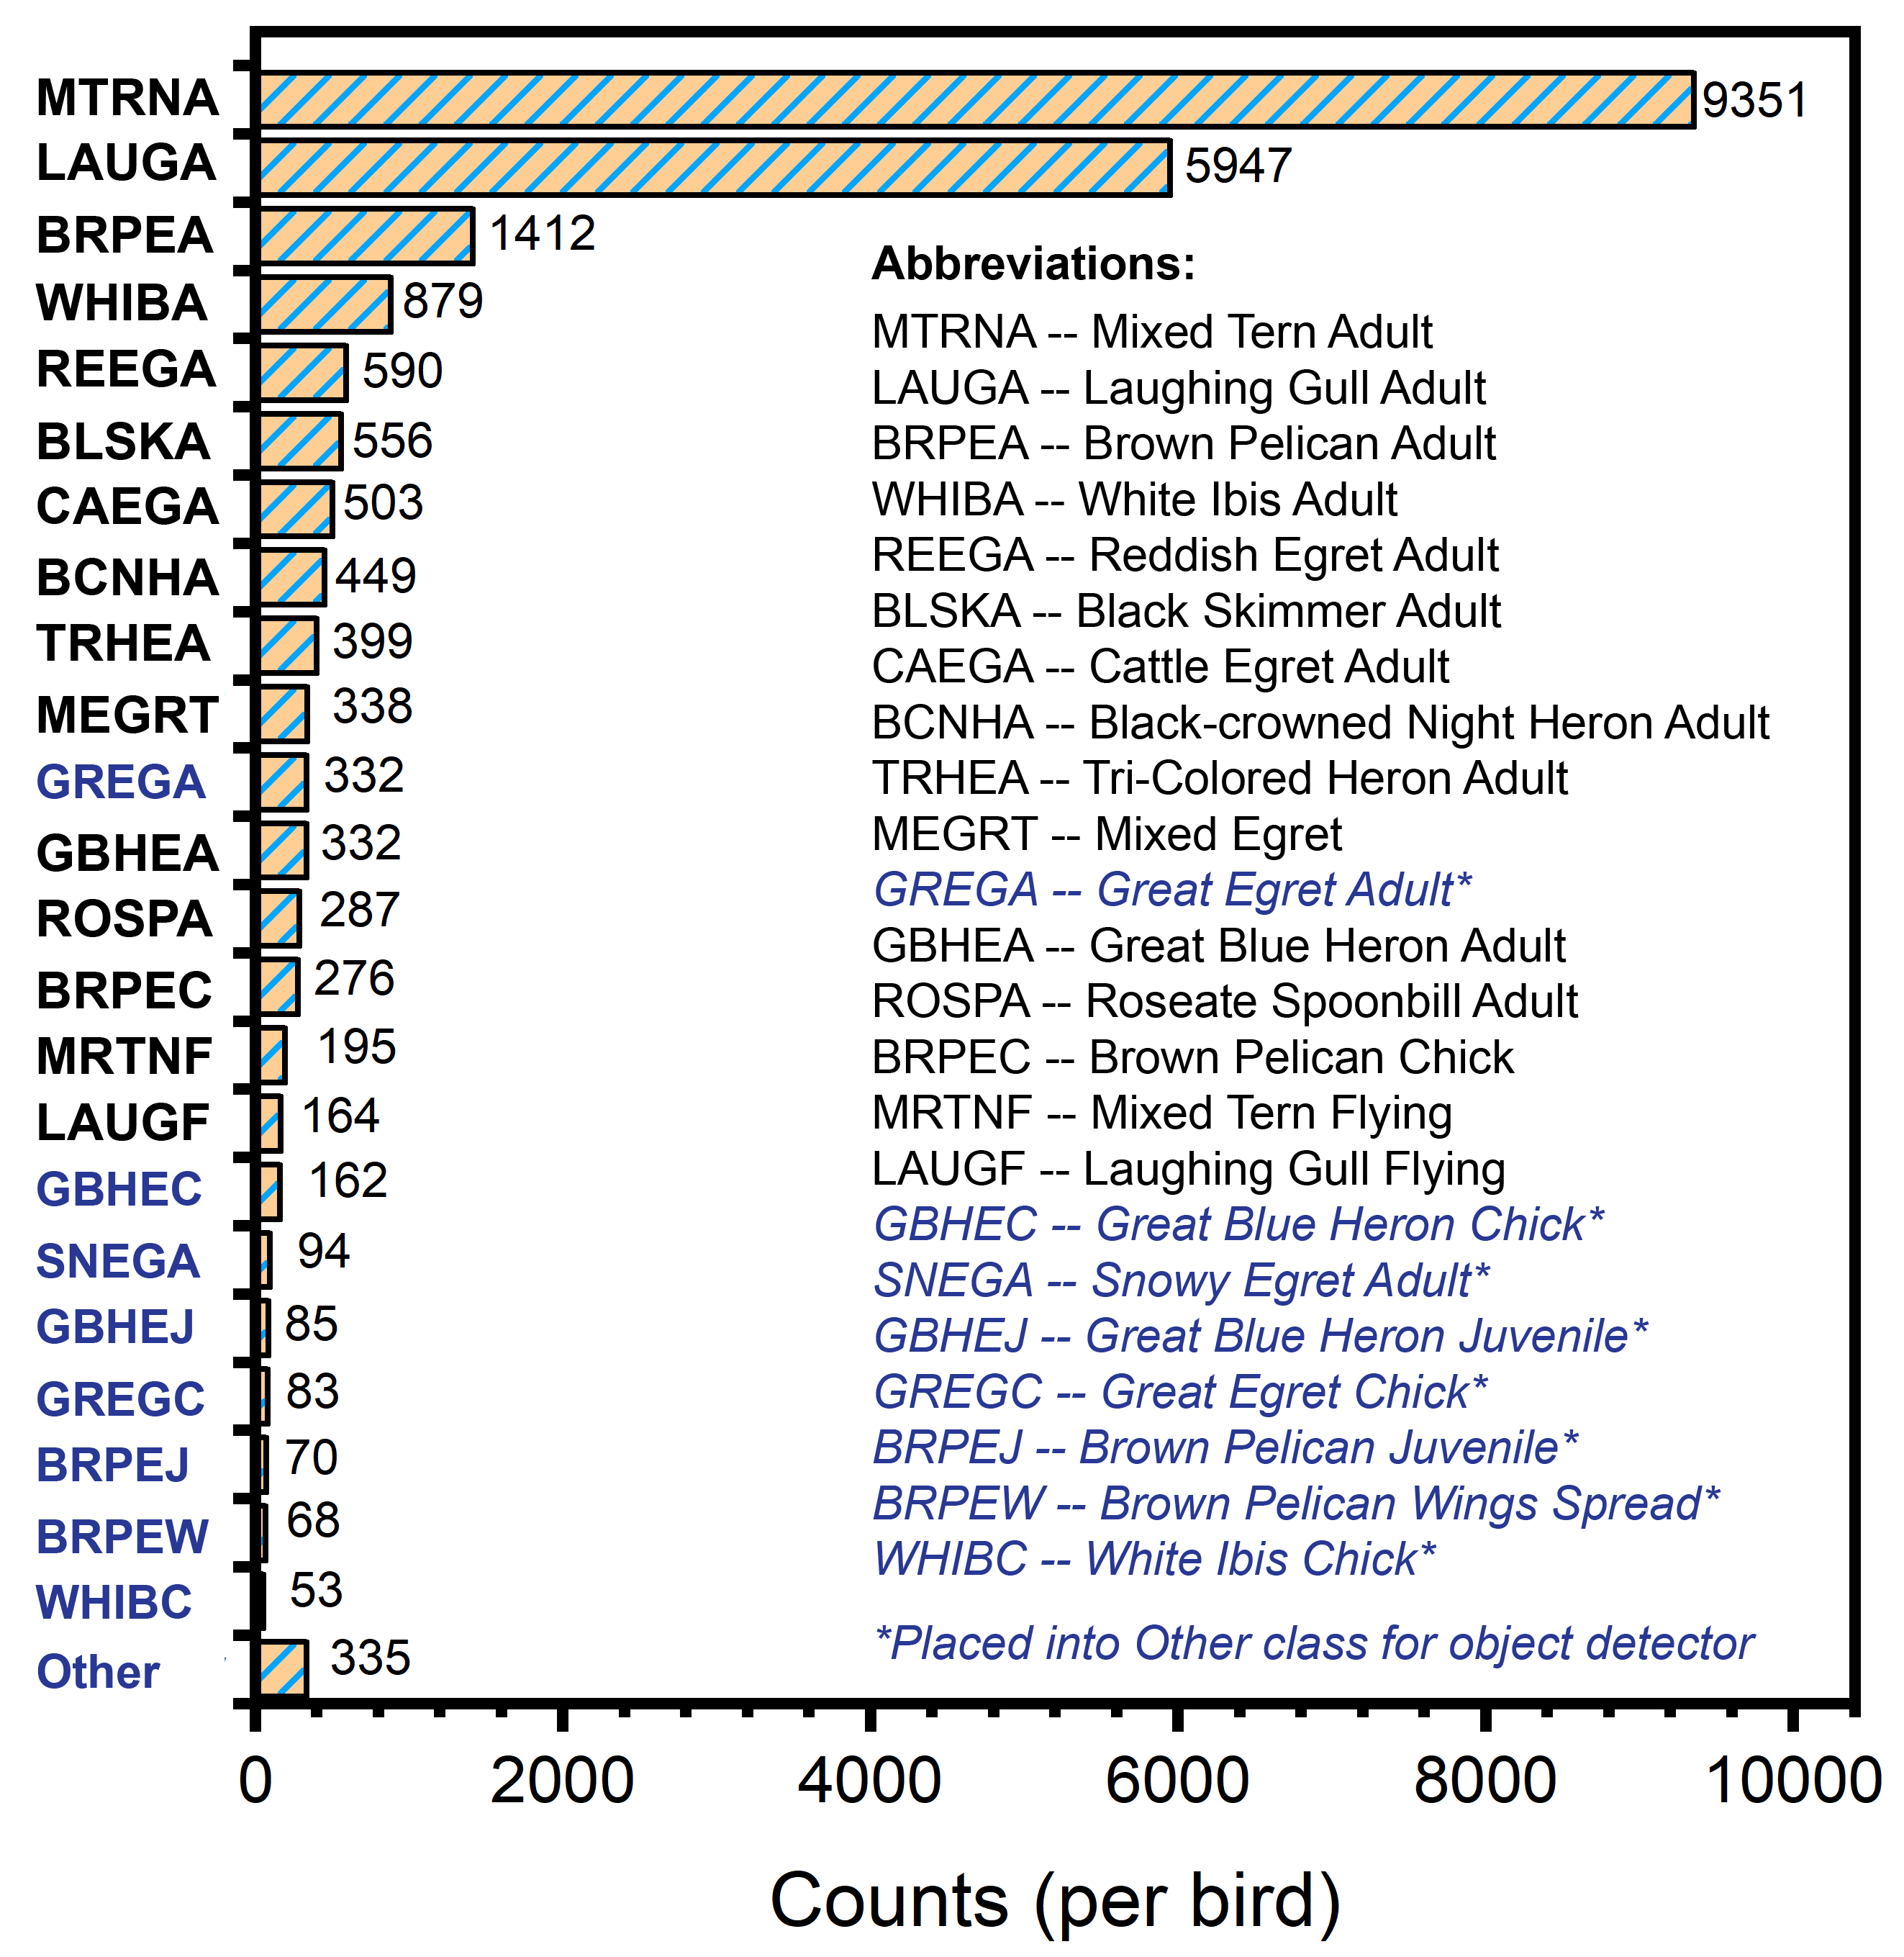 MTRNA 9351
LAUGA 5947
BRPEA 1412
WHIBA 879
REEGA 590
BLSKA 556
CAEGA 503
BCNHA 449
TRHEA 399
MEGRT 338
GREGA 332
GBHEA 332
ROSPA 287
BRPEC 276
MRTNF 195
LAUGF 164
GBHEC 162
SNEGA 94
GBHEJ 85
GREGC 83
BRPEJ 70
BRPEW 68
WHIBC 53
Other 335
Abbreviations:
MTRNA -- Mixed Tern Adult
LAUGA -- Laughing Gull Adult
BRPEA -- Brown Pelican Adult
WHIBA -- White Ibis Adult
REEGA -- Reddish Egret Adult
BLSKA -- Black Skimmer Adult
CAEGA -- Cattle Egret Adult
BCNHA -- Black-crowned Night Heron Adult
TRHEA -- Tri-Colored Heron Adult
MEGRT -- Mixed Egret
GREGA -- Great Egret Adult*
GBHEA -- Great Blue Heron Adult
ROSPA -- Roseate Spoonbill Adult
BRPEC -- Brown Pelican Chick
MRTNF -- Mixed Tern Flying
LAUGF -- Laughing Gull Flying
GBHEC -- Great Blue Heron Chick*
SNEGA -- Snowy Egret Adult*
GBHEJ -- Great Blue Heron Juvenile*
GREGC -- Great Egret Chick*
BRPEJ -- Brown Pelican Juvenile*
BRPEW -- Brown Pelican Wings Spread*
WHIBC -- White Ibis Chick*
*Placed into Other class for object detector
0 2000 4000 6000 8000 10000
Counts (per bird)